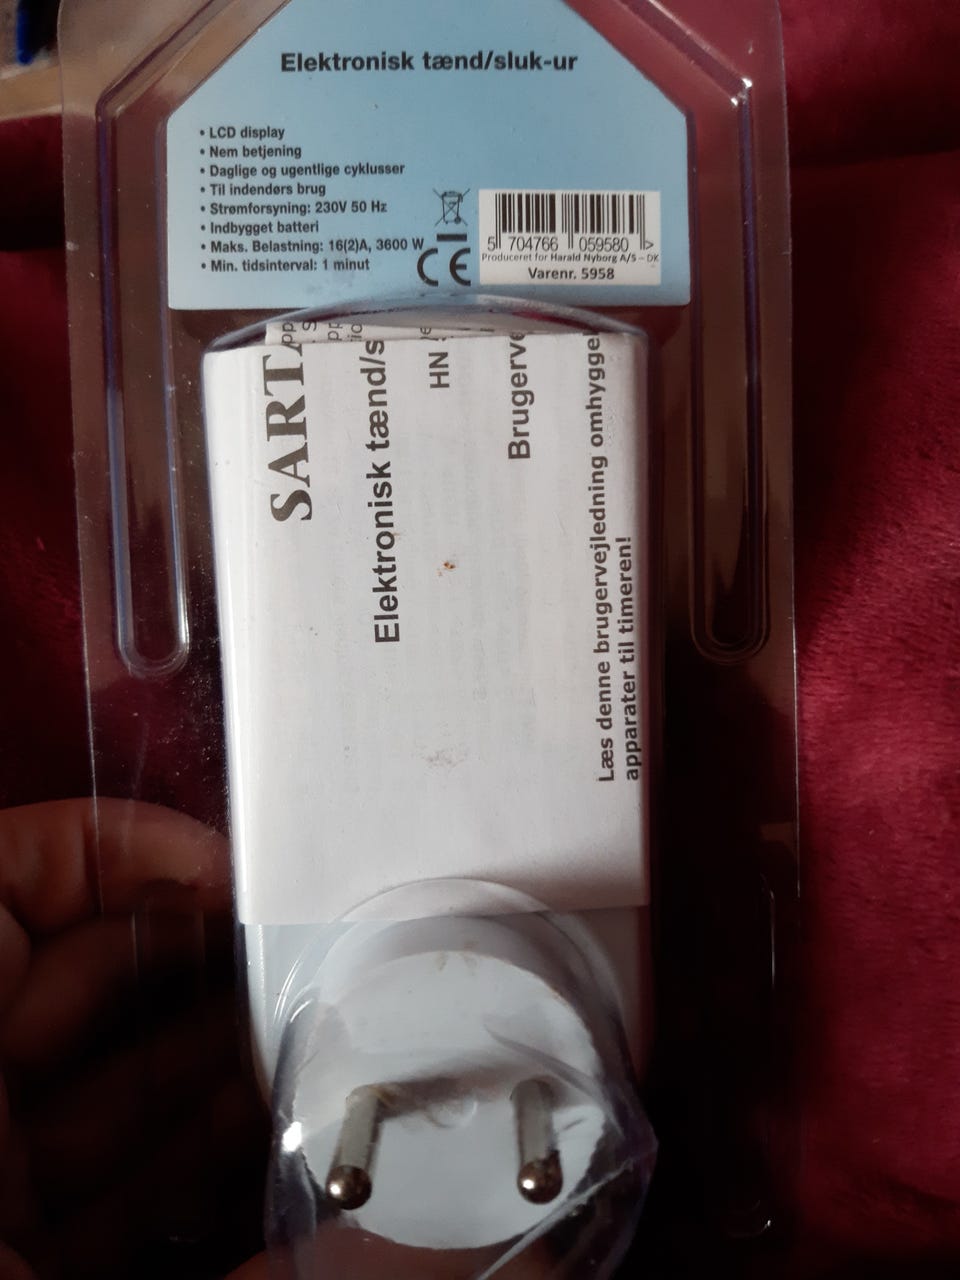 Elektronisk tænd/sluk-ur
• LCD display
• Nem betjening
• Daglige og ugentlige cyklusser
• Til indendørs brug
• Strømforsyning: 230V 50 Hz
• Indbygget batteri
• Maks. Belastning: 16(2)A, 3600 W
• Min. tidsinterval: 1 minut
CE
5 704766 059580 >
Produceret for Harald Nyborg A/S – DK
Varenr. 5958
SART
Elektronisk tænd/s
HN
Brugerve
Læs denne brugervejledning omhygge
apparater til timeren!